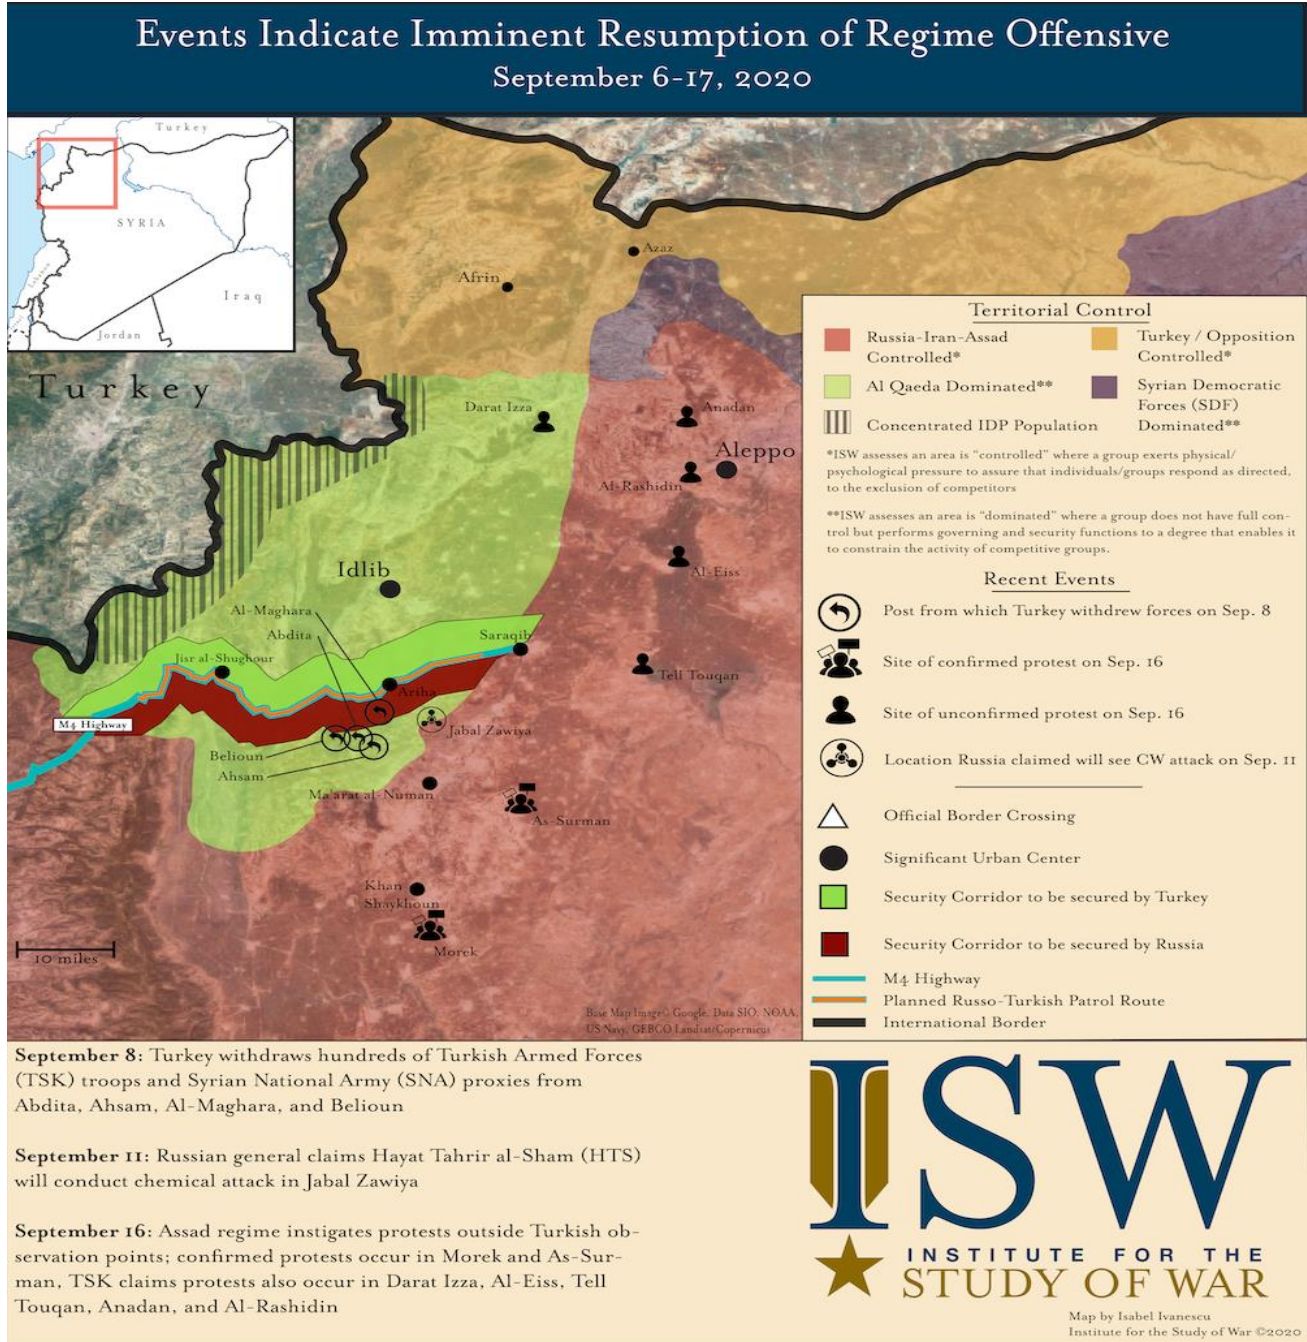 Events Indicate Imminent Resumption of Regime Offensive
September 6-17, 2020
Turkey
SYRIA
Lebanon
Iraq
Jordan
Turkey
Azaz
Afrin
Darat Izza
Anadan
Aleppo
Al-Rashidin
Al-Eiss
Idlib
Al-Maghara
Abdita
Saraqib
Jisr al-Shughour
Tell Touqan
Ariha
M4 Highway
Jabal Zawiya
Belioun
Ahsam
Ma'arat al-Numan
As-Surman
Khan
Shaykhoun
Morek
10 miles
Base Map Image© Google, Data SIO, NOAA,
US Navy, GEBCO Landsat/Copernicus
Territorial Control
Russia-Iran-Assad
Controlled*
Turkey / Opposition
Controlled*
Al Qaeda Dominated**
Syrian Democratic
Forces (SDF)
Dominated**
Concentrated IDP Population
*ISW assesses an area is "controlled" where a group exerts physical/
psychological pressure to assure that individuals/groups respond as directed,
to the exclusion of competitors
**ISW assesses an area is "dominated" where a group does not have full con-
trol but performs governing and security functions to a degree that enables it
to constrain the activity of competitive groups.
Recent Events
Post from which Turkey withdrew forces on Sep. 8
Site of confirmed protest on Sep. 16
Site of unconfirmed protest on Sep. 16
Location Russia claimed will see CW attack on Sep. 11
Official Border Crossing
Significant Urban Center
Security Corridor to be secured by Turkey
Security Corridor to be secured by Russia
M4 Highway
Planned Russo-Turkish Patrol Route
International Border
September 8: Turkey withdraws hundreds of Turkish Armed Forces
(TSK) troops and Syrian National Army (SNA) proxies from
Abdita, Ahsam, Al-Maghara, and Belioun
September 11: Russian general claims Hayat Tahrir al-Sham (HTS)
will conduct chemical attack in Jabal Zawiya
September 16: Assad regime instigates protests outside Turkish ob-
servation points; confirmed protests occur in Morek and As-Sur-
man, TSK claims protests also occur in Darat Izza, Al-Eiss, Tell
Touqan, Anadan, and Al-Rashidin
ISW
INSTITUTE FOR THE
STUDY OF WAR
Map by Isabel Ivanescu
Institute for the Study of War ©2020